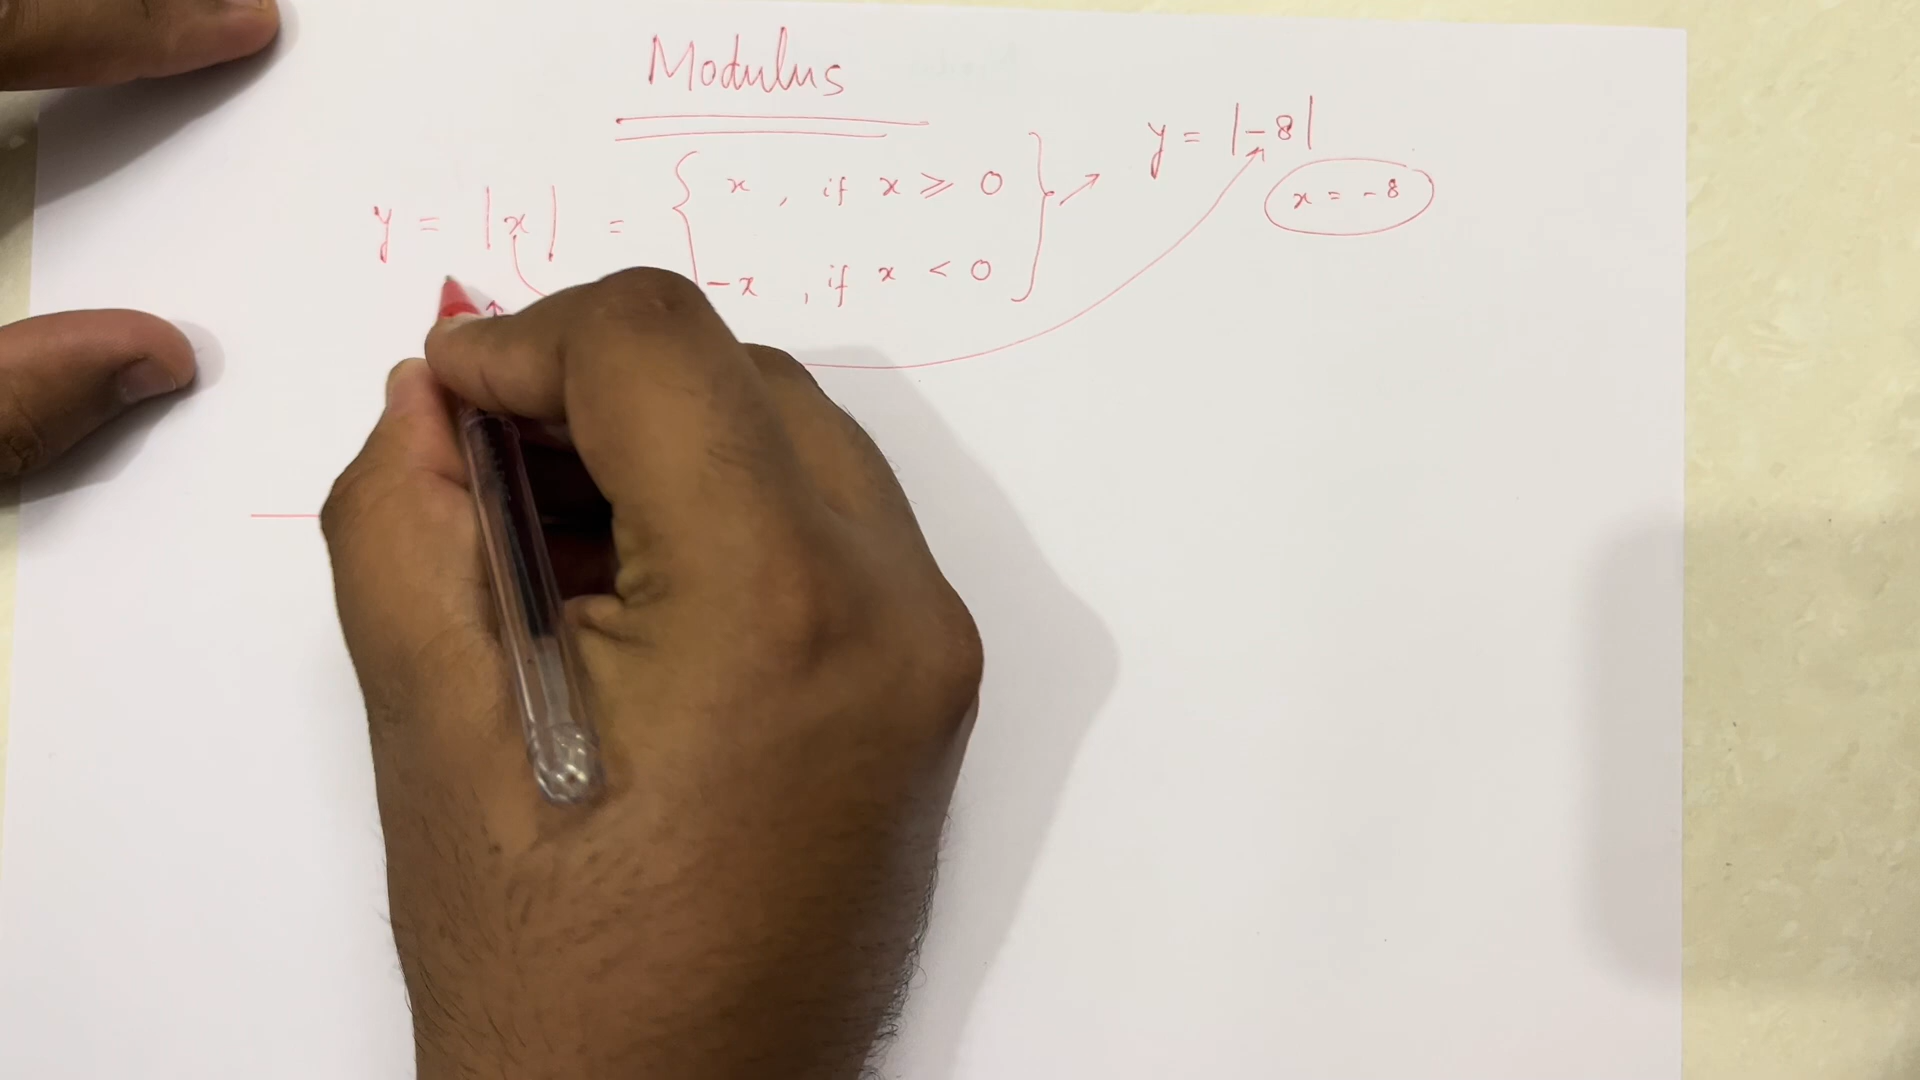 Modulus
y = |x| = { x , if x ⩾ 0
-x , if x < 0 } → y = |-8|
x = -8